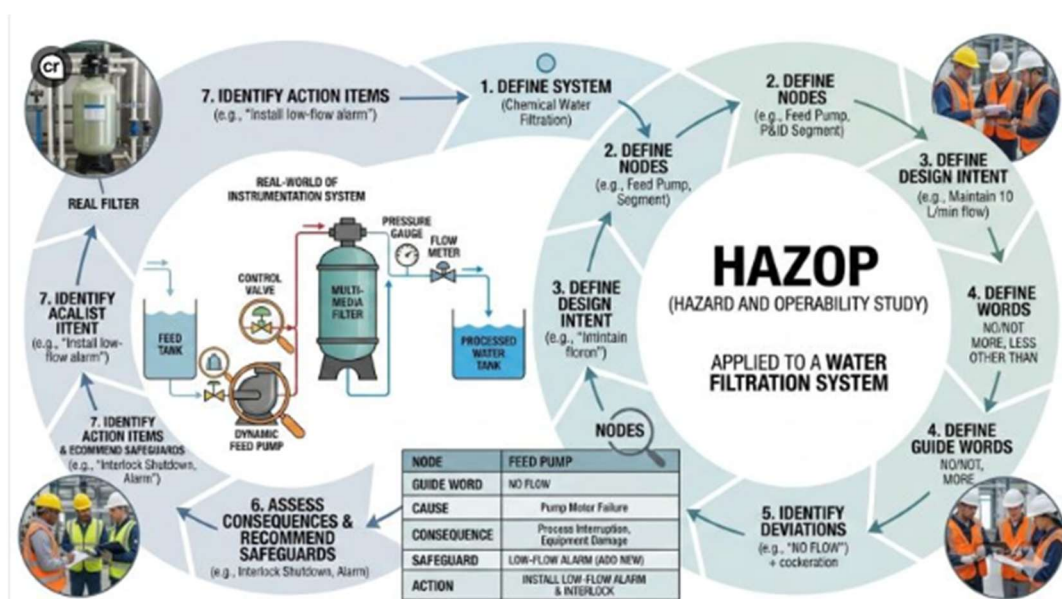 cr
7. IDENTIFY ACTION ITEMS
(e.g., "Install low-flow alarm")
1. DEFINE SYSTEM
(Chemical Water
Filtration)
2. DEFINE
NODES
(e.g., Feed Pump,
P&ID Segment)
2. DEFINE
NODES
(e.g., Feed Pump,
Segment)
3. DEFINE
DESIGN INTENT
(e.g., Maintain 10
L/min flow)
REAL FILTER
REAL-WORLD OF
INSTRUMENTATION SYSTEM
PRESSURE
GAUGE
FLOW
METER
CONTROL
VALVE
MULTI-
MEDIA
FILTER
FEED
TANK
PROCESSED
WATER
TANK
DYNAMIC
FEED PUMP
3. DEFINE
DESIGN
INTENT
(e.g., "Imintain
floron")
HAZOP
(HAZARD AND OPERABILITY STUDY)
APPLIED TO A WATER
FILTRATION SYSTEM
4. DEFINE
WORDS
NO/NOT
MORE, LESS
OTHER THAN
7. IDENTIFY
ACALIST
ITENT
(e.g., "Install low-
flow alarm")
7. IDENTIFY
ACTION ITEMS
& ECOMMEND SAFEGUARDS
(e.g., "Interlock Shutdown,
Alarm")
NODES
4. DEFINE
GUIDE WORDS
NO/NOT,
MORE
5. IDENTIFY
DEVIATIONS
(e.g., "NO FLOW")
+ cockeration
6. ASSESS
CONSEQUENCES &
RECOMMEND
SAFEGUARDS
(e.g., Interlock Shutdown, Alarm)
NODE FEED PUMP
GUIDE WORD NO FLOW
CAUSE Pump Motor Failure
CONSEQUENCE Process Interruption,
Equipment Damage
SAFEGUARD LOW-FLOW ALARM (ADD NEW)
ACTION INSTALL LOW-FLOW ALARM
& INTERLOCK